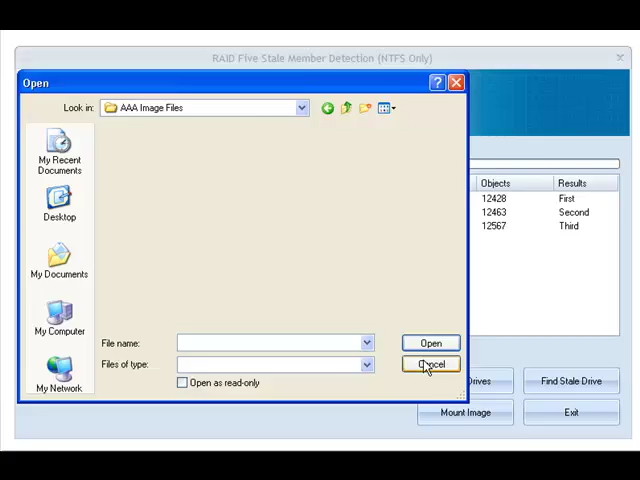 RAID Five Stale Member Detection (NTFS Only)
Open
Look in: AAA Image Files
My Recent
Documents
Desktop
My Documents
My Computer
My Network
File name:
Open
Files of type:
Cancel
Open as read-only
Objects Results
12428 First
12463 Second
12567 Third
Drives Find Stale Drive
Mount Image Exit